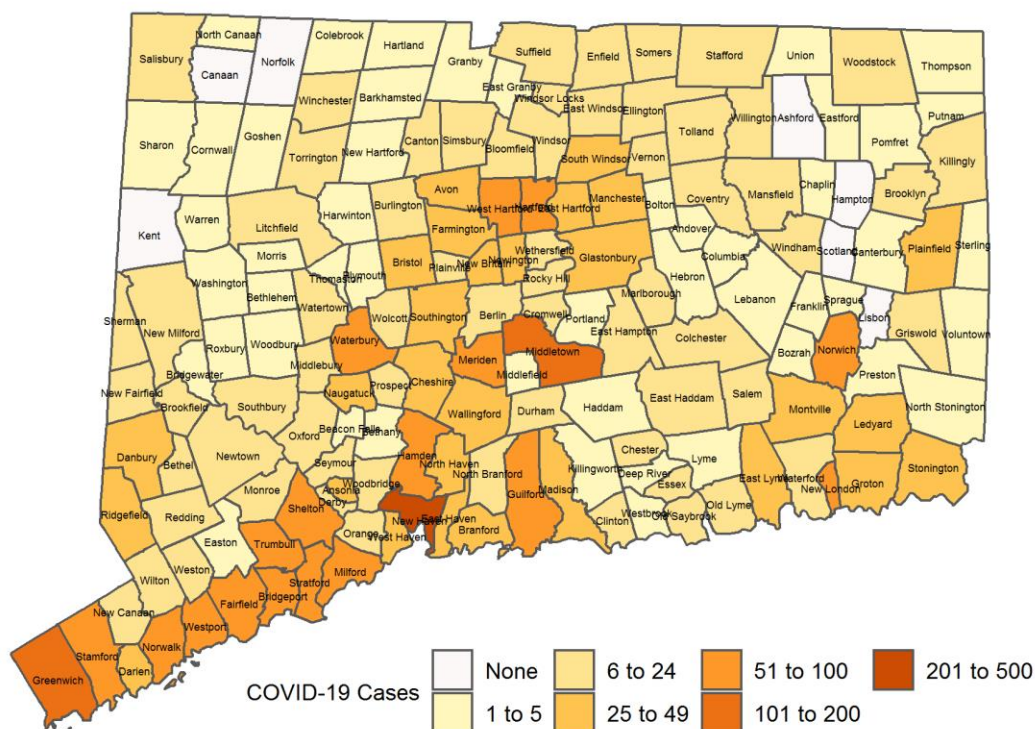 North Canaan Colebrook Hartland Suffield Enfield Somers Stafford Union Woodstock Thompson
Salisbury Canaan Norfolk Granby East Granby Windsor Locks
Winchester Barkhamsted East Windsor Ellington Willington Ashford Eastford Putnam
Sharon Cornwall Goshen Torrington New Hartford Canton Simsbury Bloomfield Windsor South Windsor Vernon Tolland Pomfret Killingly
Kent Warren Litchfield Harwinton Burlington Avon West Hartford Hartford East Hartford Manchester Bolton Coventry Mansfield Chaplin Hampton Brooklyn
Farmington Andover
Washington Morris Bethlehem Thomaston Plymouth Bristol Plainville New Britain Newington Wethersfield Rocky Hill Glastonbury Hebron Columbia Windham Scotland Canterbury Plainfield Sterling
Sherman New Milford Roxbury Woodbury Watertown Wolcott Southington Berlin Cromwell Portland East Hampton Marlborough Colchester Lebanon Franklin Sprague Lisbon Griswold Voluntown
Bridgewater Middlebury Waterbury Cheshire Meriden Middletown Middlefield Bozrah Norwich Preston
New Fairfield Brookfield Southbury Naugatuck Prospect Wallingford Durham Haddam East Haddam Salem Montville North Stonington
Danbury Bethel Newtown Oxford Beacon Falls Bethany Hamden North Haven North Branford Killingworth Chester Deep River Essex Lyme Ledyard
Seymour Woodbridge Ansonia Derby
Ridgefield Redding Monroe Shelton Orange New Haven West Haven East Haven Branford Guilford Madison Clinton Westbrook Old Saybrook Old Lyme East Lyme Waterford New London Groton Stonington
Wilton Weston Easton Trumbull Stratford Milford
New Canaan Norwalk Westport Fairfield Bridgeport
Greenwich Stamford Darien
COVID-19 Cases
None
1 to 5
6 to 24
25 to 49
51 to 100
101 to 200
201 to 500